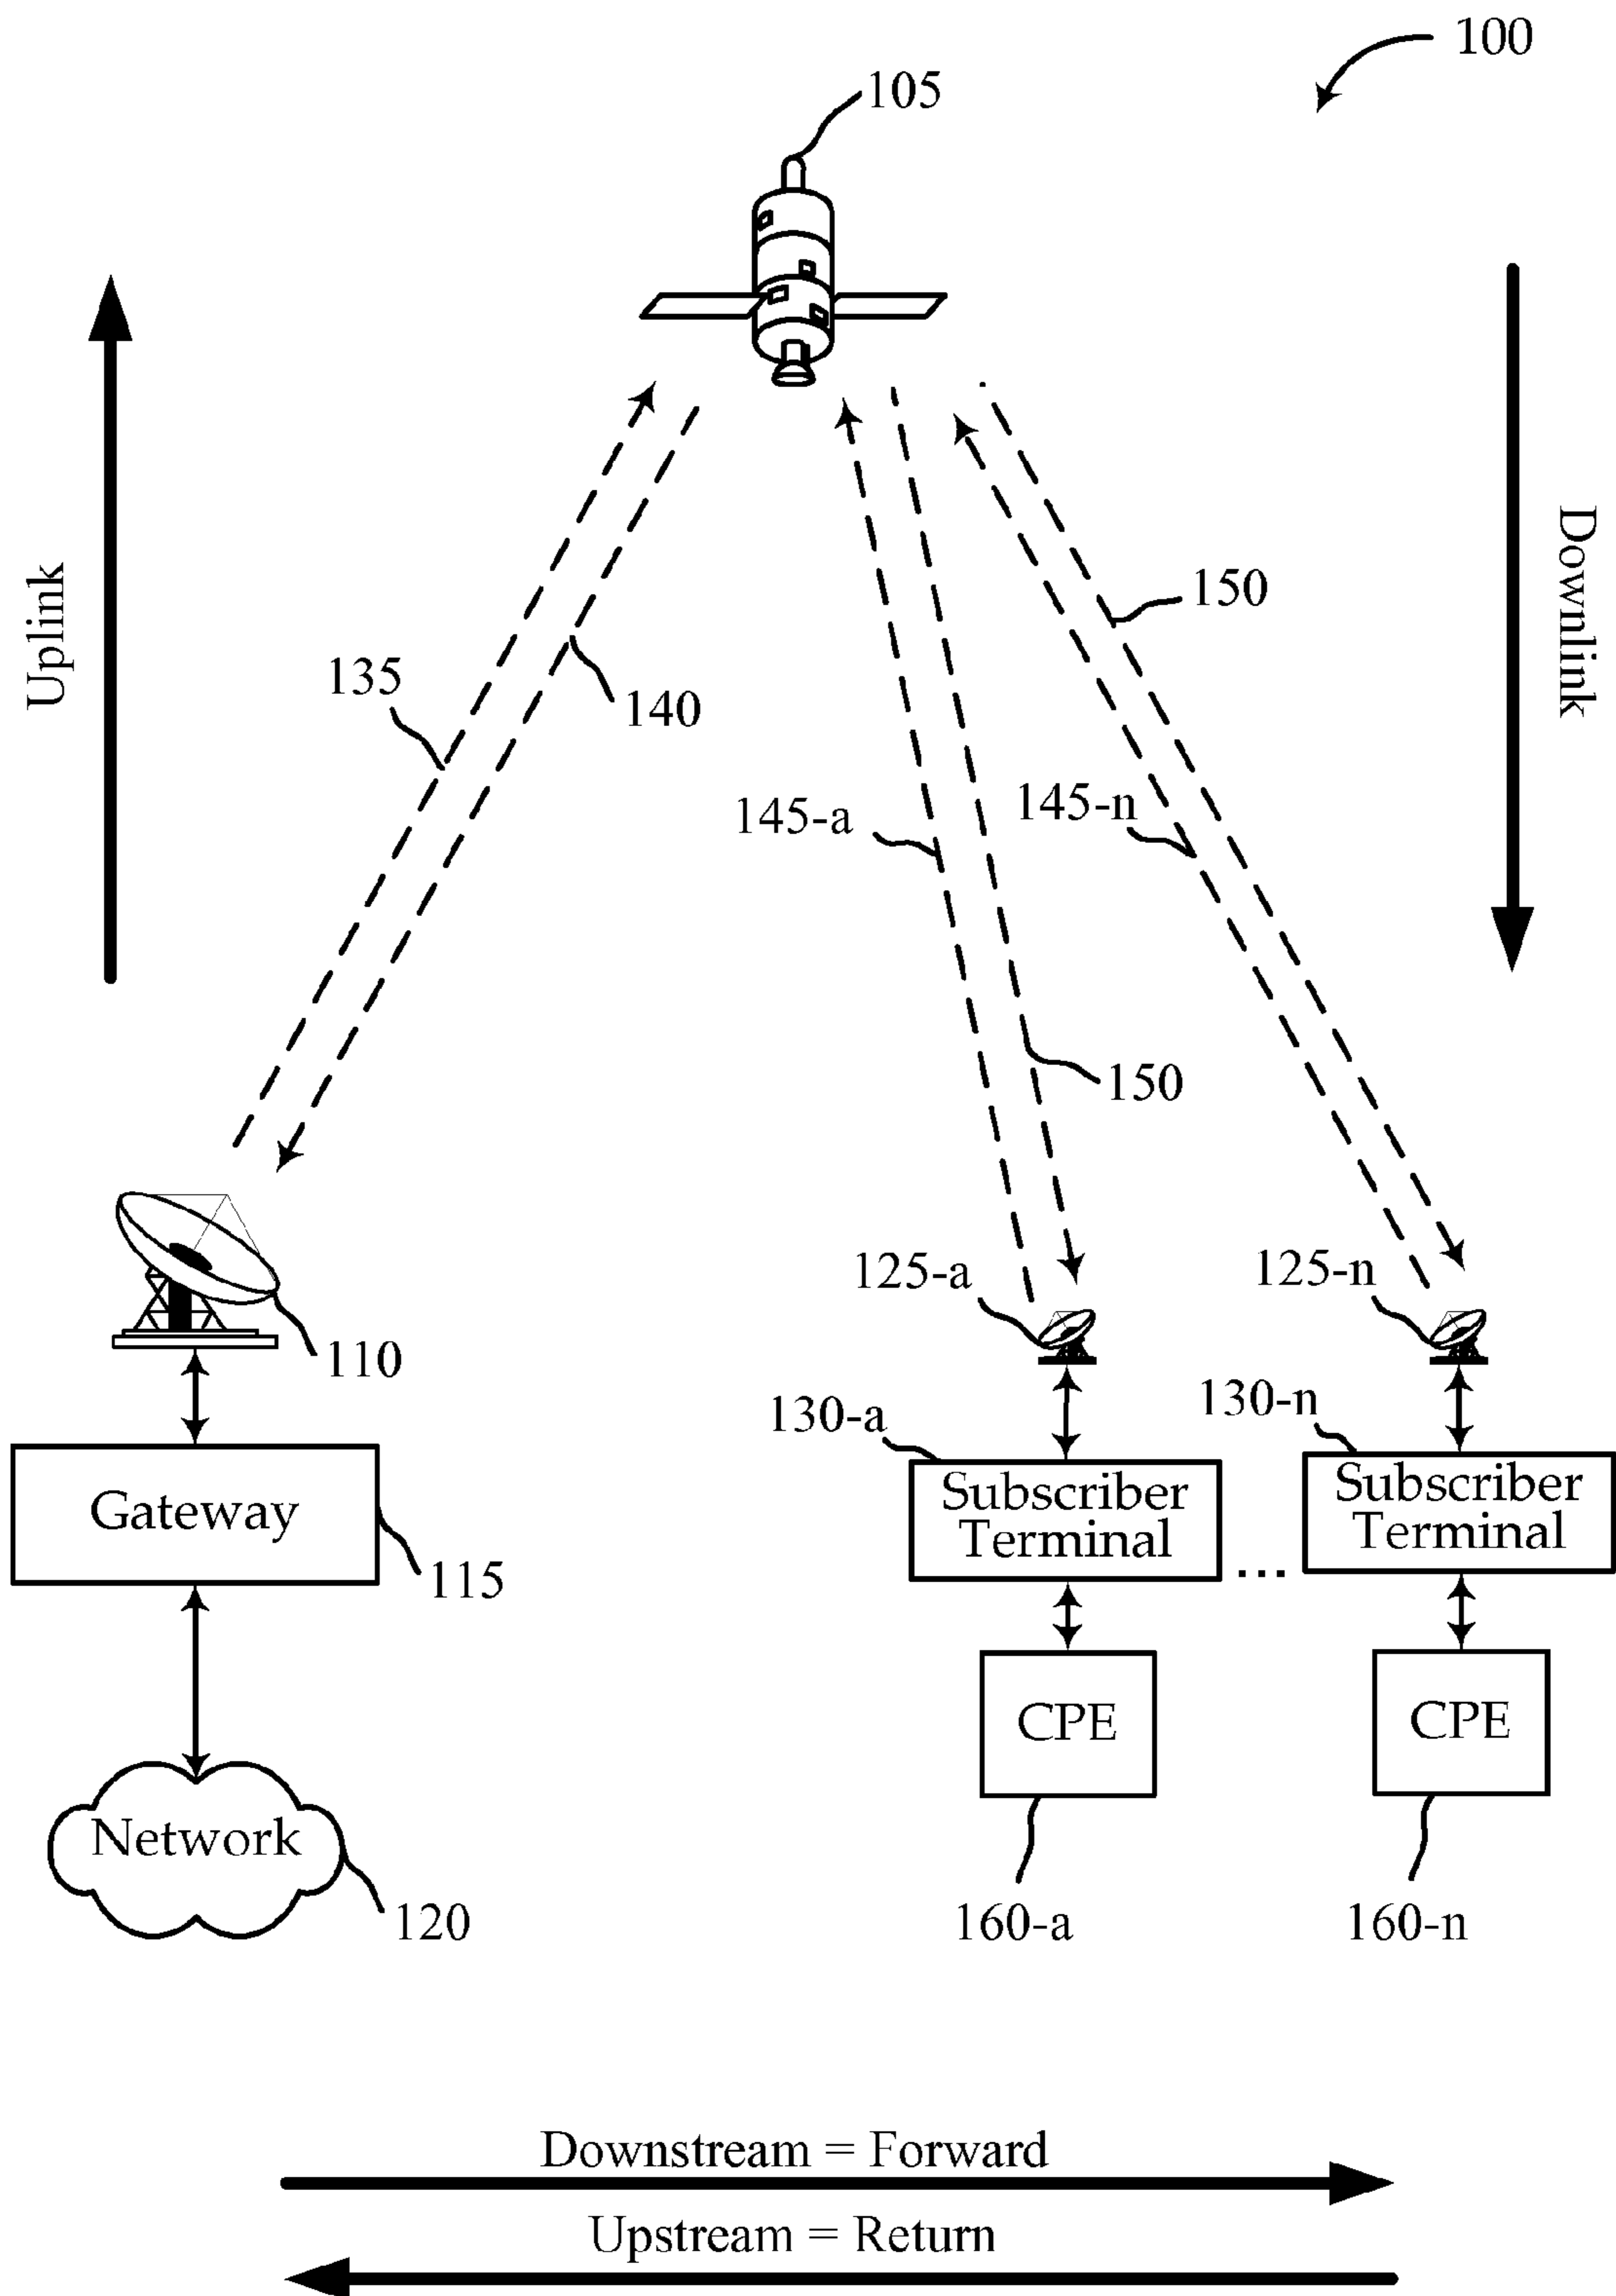 100
105
Uplink
Downlink
150
135
140
145-a
145-n
150
125-a
125-n
110
130-a
130-n
Gateway
Subscriber
Terminal
Subscriber
Terminal
115
...
CPE
CPE
Network
120
160-a
160-n
Downstream = Forward
Upstream = Return